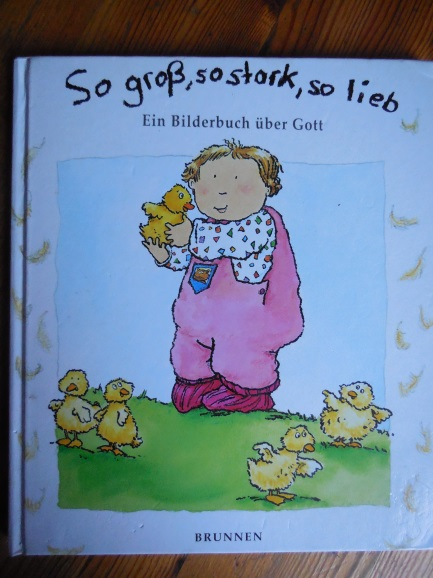 So groß, so stark, so lieb
Ein Bilderbuch über Gott
BRUNNEN